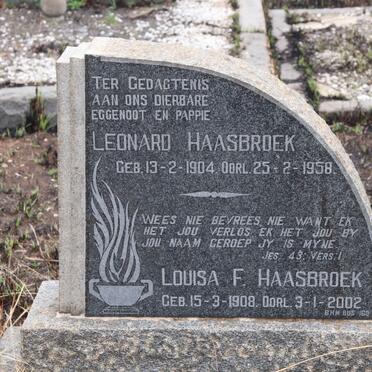 TER GEDAGTENIS
AAN ONS DIERBARE
EGGENOOT EN PAPPIE
LEONARD HAASBROEK
GEB. 13-2-1904 OORL. 25-2-1958.
WEES NIE BEVREES NIE WANT EK
HET JOU VERLOS EK HET JOU BY
JOU NAAM GEROEP JY IS MYNE.
JES. 43. VERS. 1.
LOUISA F. HAASBROEK
GEB. 15-3-1908. OORL. 3-1-2002.